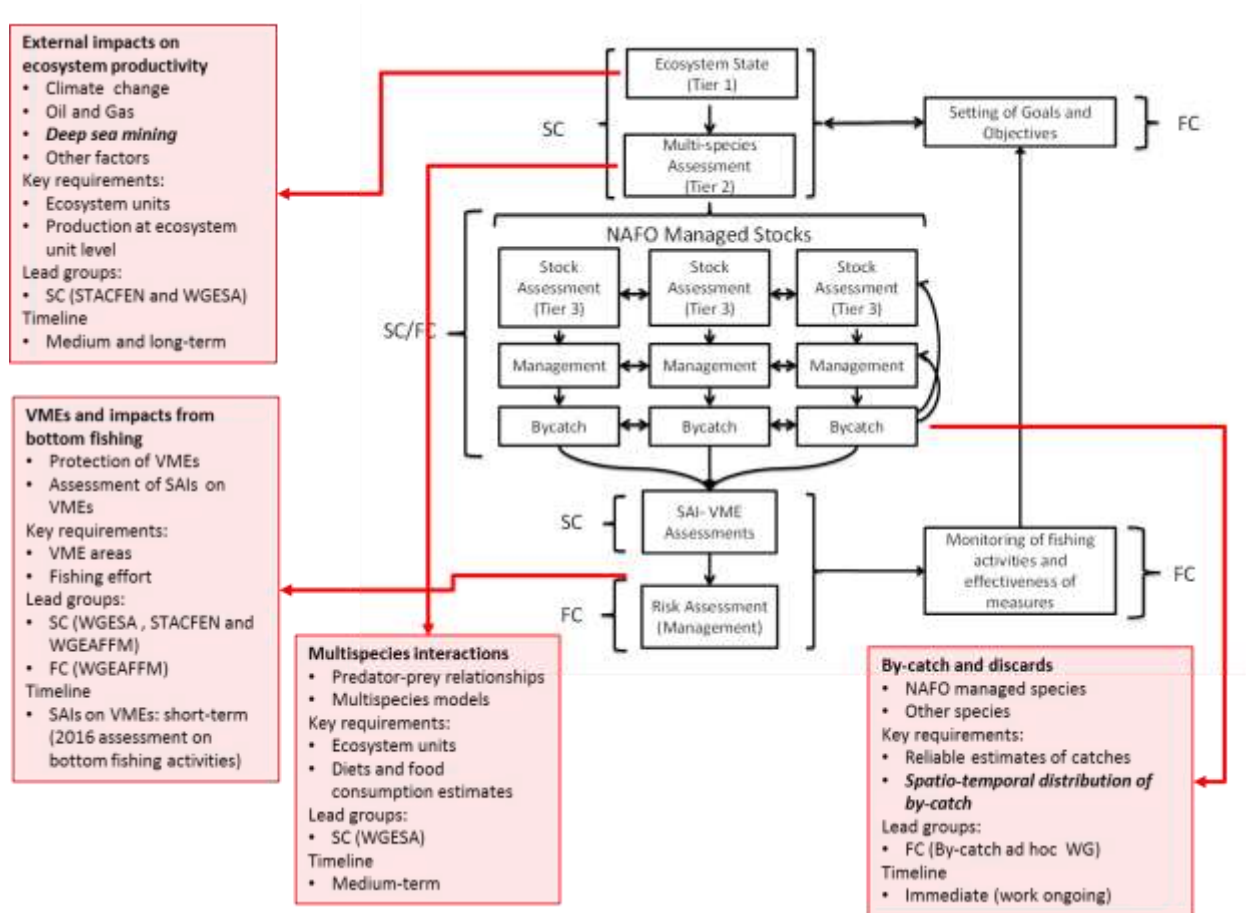 External impacts on
ecosystem productivity
• Climate change
• Oil and Gas
• Deep sea mining
• Other factors
Key requirements:
• Ecosystem units
• Production at ecosystem
unit level
Lead groups:
• SC (STACFEN and WGESA)
Timeline
• Medium and long-term
VMEs and impacts from
bottom fishing
• Protection of VMEs
• Assessment of SAIs on
VMEs
Key requirements:
• VME areas
• Fishing effort
Lead groups:
• SC (WGESA , STACFEN and
WGEAFFM)
• FC (WGEAFFM)
Timeline
• SAIs on VMEs: short-term
(2016 assessment on
bottom fishing activities)
Multispecies interactions
• Predator-prey relationships
• Multispecies models
Key requirements:
• Ecosystem units
• Diets and food
consumption estimates
Lead groups:
• SC (WGESA)
Timeline
• Medium-term
By-catch and discards
• NAFO managed species
• Other species
Key requirements:
• Reliable estimates of catches
• Spatio-temporal distribution of
by-catch
Lead groups:
• FC (By-catch ad hoc WG)
Timeline
• Immediate (work ongoing)
SC
Ecosystem State
(Tier 1)
Multi-species
Assessment
(Tier 2)
Setting of Goals and
Objectives
FC
SC/FC
NAFO Managed Stocks
Stock
Assessment
(Tier 3)
Stock
Assessment
(Tier 3)
Stock
Assessment
(Tier 3)
Management
Management
Management
Bycatch
Bycatch
Bycatch
SC
SAI- VME
Assessments
FC
Risk Assessment
(Management)
Monitoring of fishing
activities and
effectiveness of
measures
FC